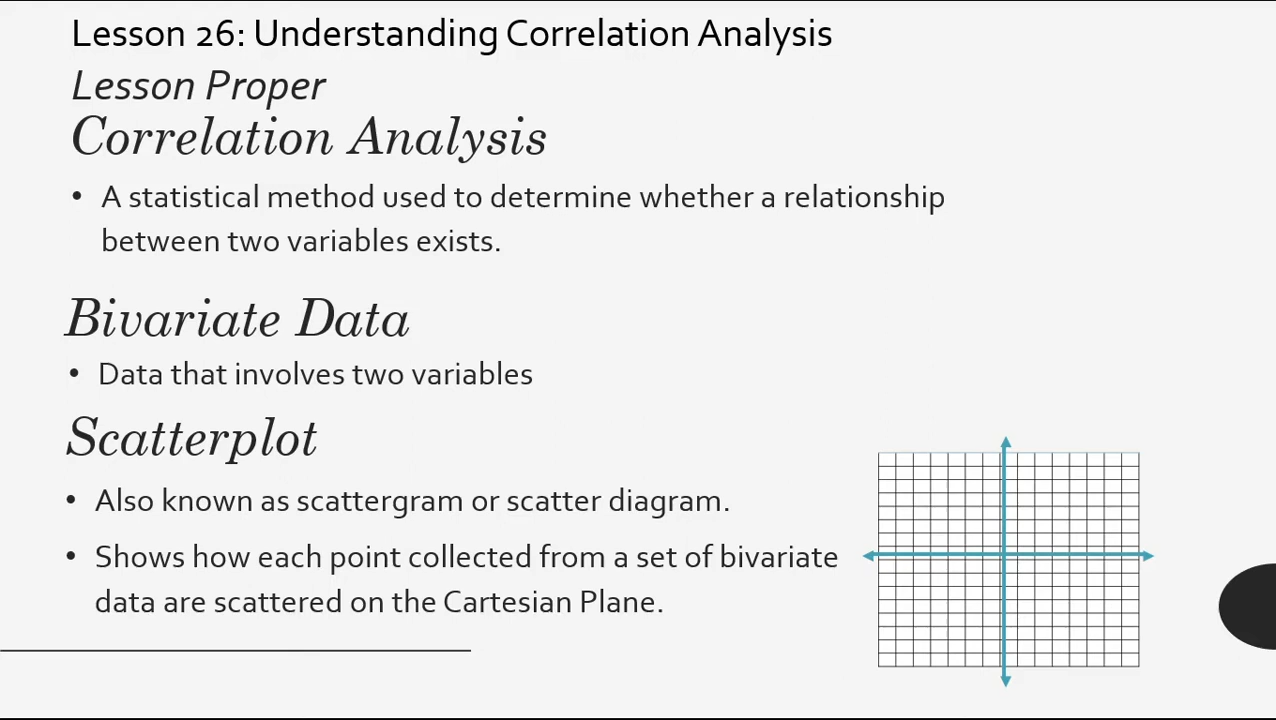 Lesson 26: Understanding Correlation Analysis
Lesson Proper
Correlation Analysis
• A statistical method used to determine whether a relationship
between two variables exists.
Bivariate Data
• Data that involves two variables
Scatterplot
• Also known as scattergram or scatter diagram.
• Shows how each point collected from a set of bivariate
data are scattered on the Cartesian Plane.